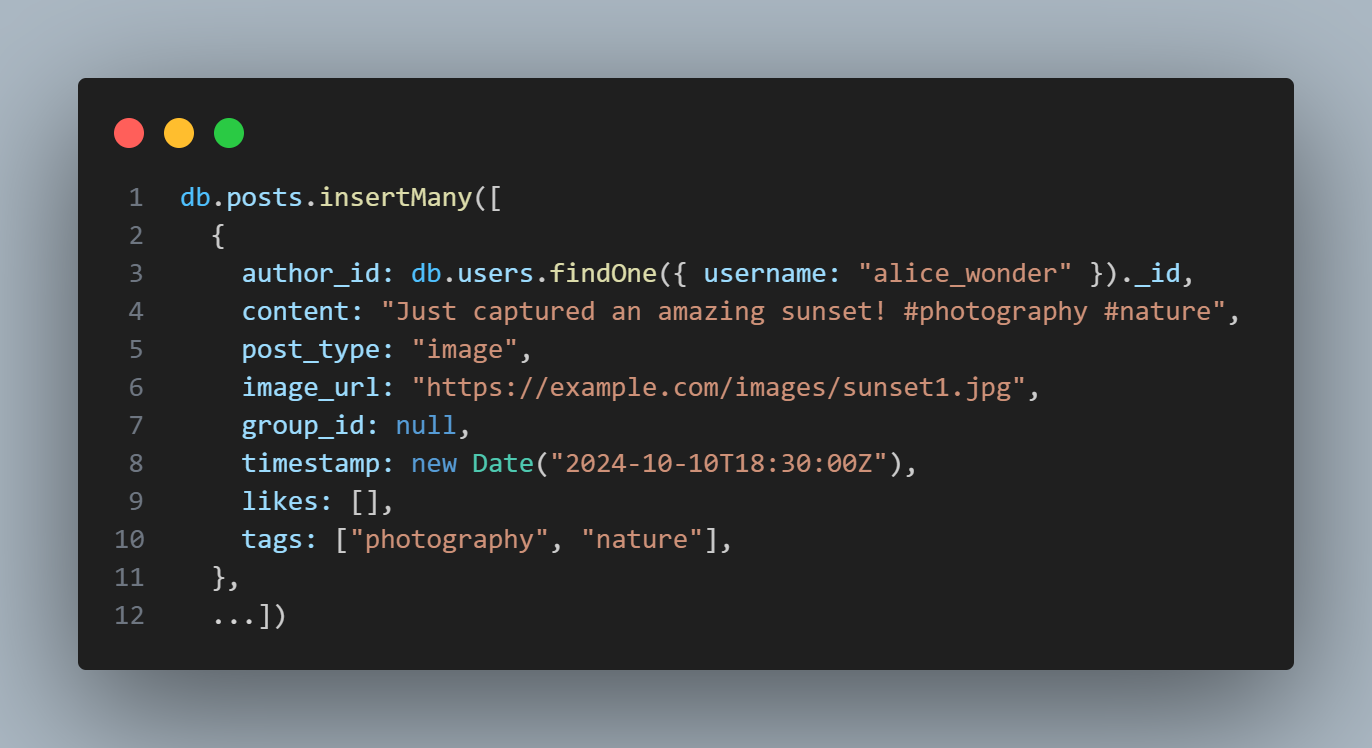 1 db.posts.insertMany([
2 {
3 author_id: db.users.findOne({ username: "alice_wonder" })._id,
4 content: "Just captured an amazing sunset! #photography #nature",
5 post_type: "image",
6 image_url: "https://example.com/images/sunset1.jpg",
7 group_id: null,
8 timestamp: new Date("2024-10-10T18:30:00Z"),
9 likes: [],
10 tags: ["photography", "nature"],
11 },
12 ...])